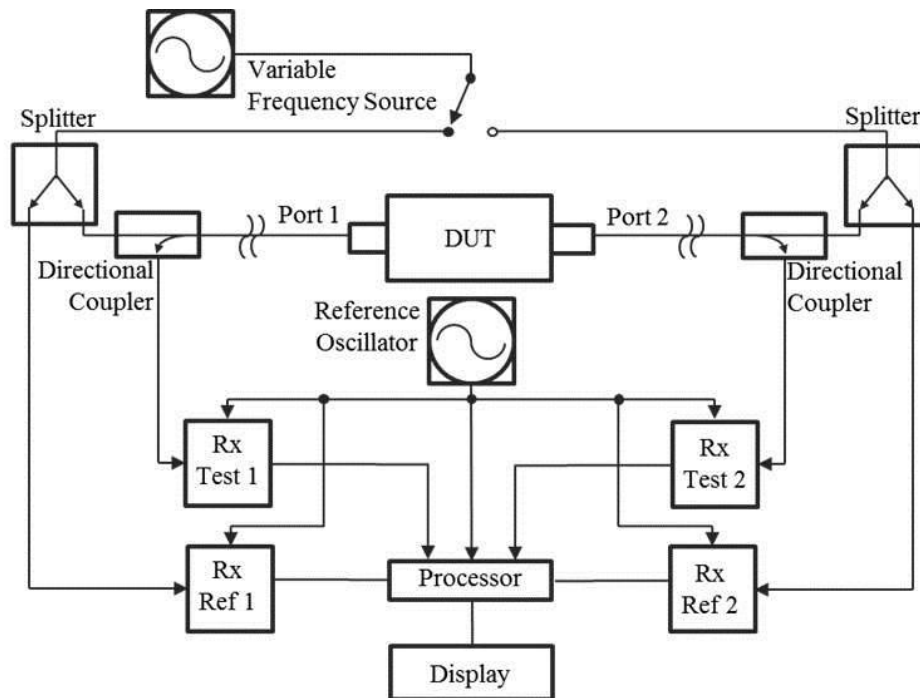 Variable
Frequency Source
Splitter
Splitter
Port 1
DUT
Port 2
Directional
Coupler
Directional
Coupler
Reference
Oscillator
Rx
Test 1
Rx
Test 2
Rx
Ref 1
Processor
Rx
Ref 2
Display